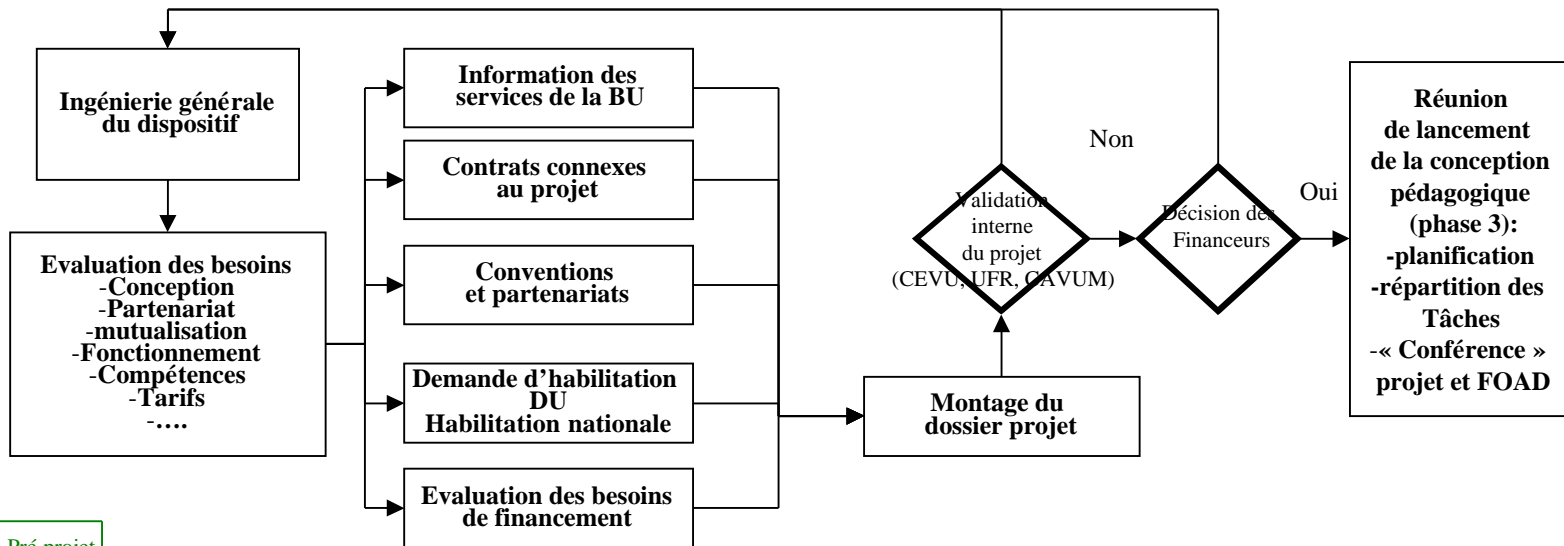 Ingénierie générale
du dispositif
Evaluation des besoins
-Conception
-Partenariat
-mutualisation
-Fonctionnement
-Compétences
-Tarifs
-….
Information des
services de la BU
Contrats connexes
au projet
Conventions
et partenariats
Demande d’habilitation
DU
Habilitation nationale
Evaluation des besoins
de financement
Montage du
dossier projet
Validation
interne
du projet
(CEVU, UFR, CAVUM)
Non
Décision des
Financeurs
Oui
Réunion
de lancement
de la conception
pédagogique
(phase 3):
-planification
-répartition des
Tâches
-« Conférence »
projet et FOAD
Pré projet